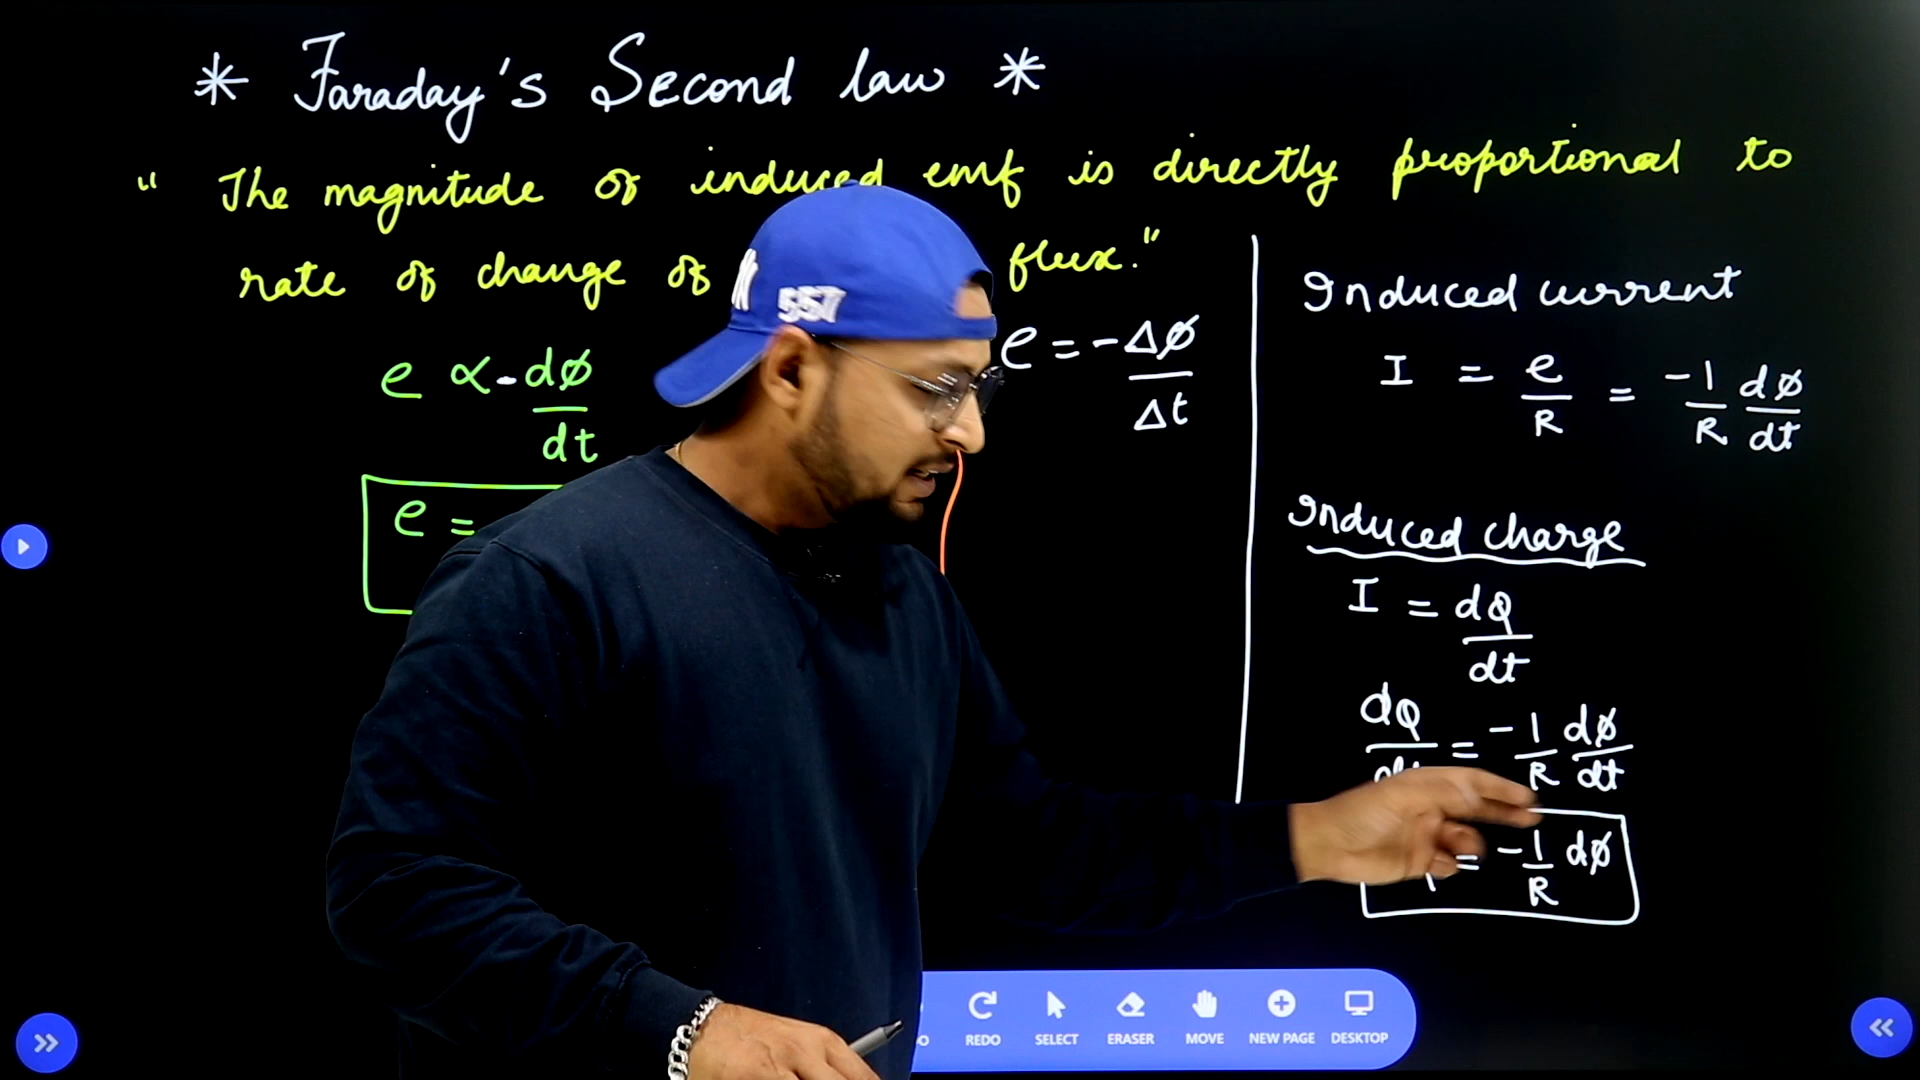 * Faraday's Second law *
" The magnitude of induced emf is directly proportional to
rate of change of flux."
e ∝ - dφ/dt
e =
e = - Δφ/Δt
Induced current
I = e/R = -1/R dφ/dt
Induced charge
I = dQ/dt
dQ/dt = -1/R dφ/dt
= -1/R dφ
557
REDO
SELECT
ERASER
MOVE
NEW PAGE
DESKTOP